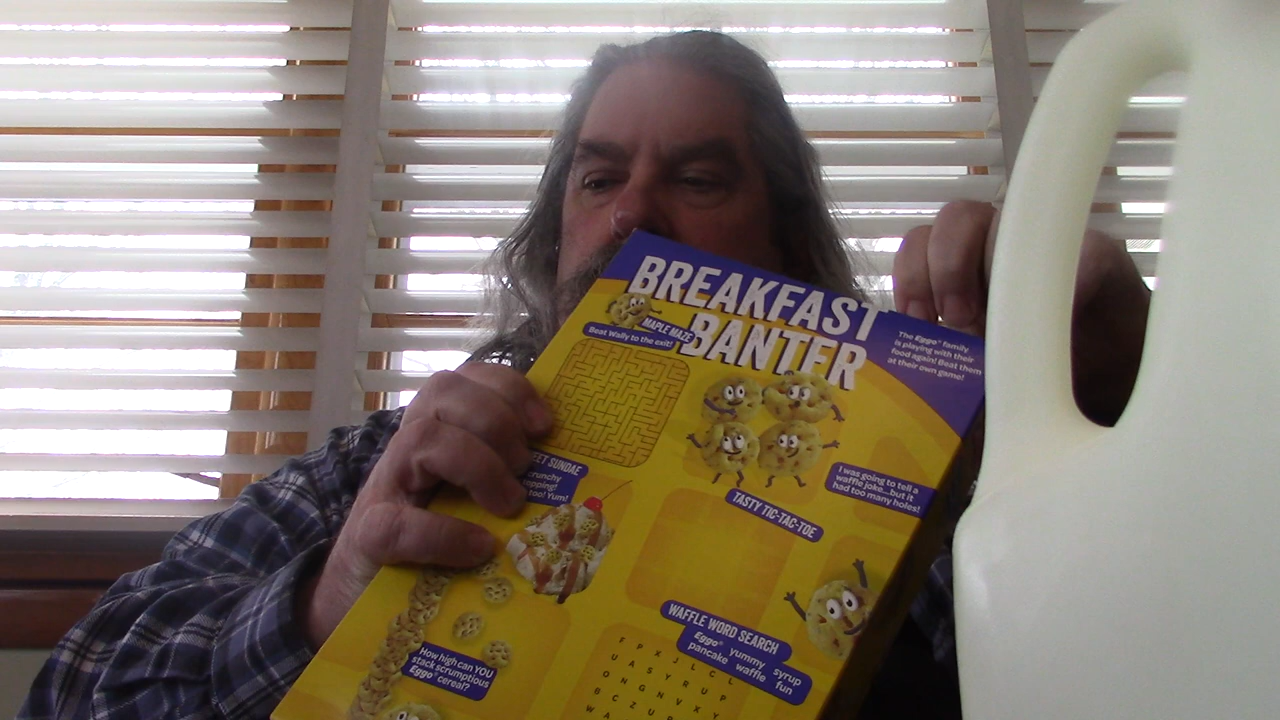 BREAKFAST
BANTER
The Eggo® family
is playing with their
food again! Beat them
at their own game!
MAPLE MAZE
Beat Wally to the exit!
SUNDAE
crunchy
topping!
too! Yum!
I was going to tell a
waffle joke...but it
had too many holes!
TASTY TIC-TAC-TOE
WAFFLE WORD SEARCH
Eggo® yummy syrup
pancake waffle fun
F P X J L C L
U A S Y R U P
O N G N V X Y
B C Z U
W A
How high can YOU
stack scrumptious
Eggo® cereal?